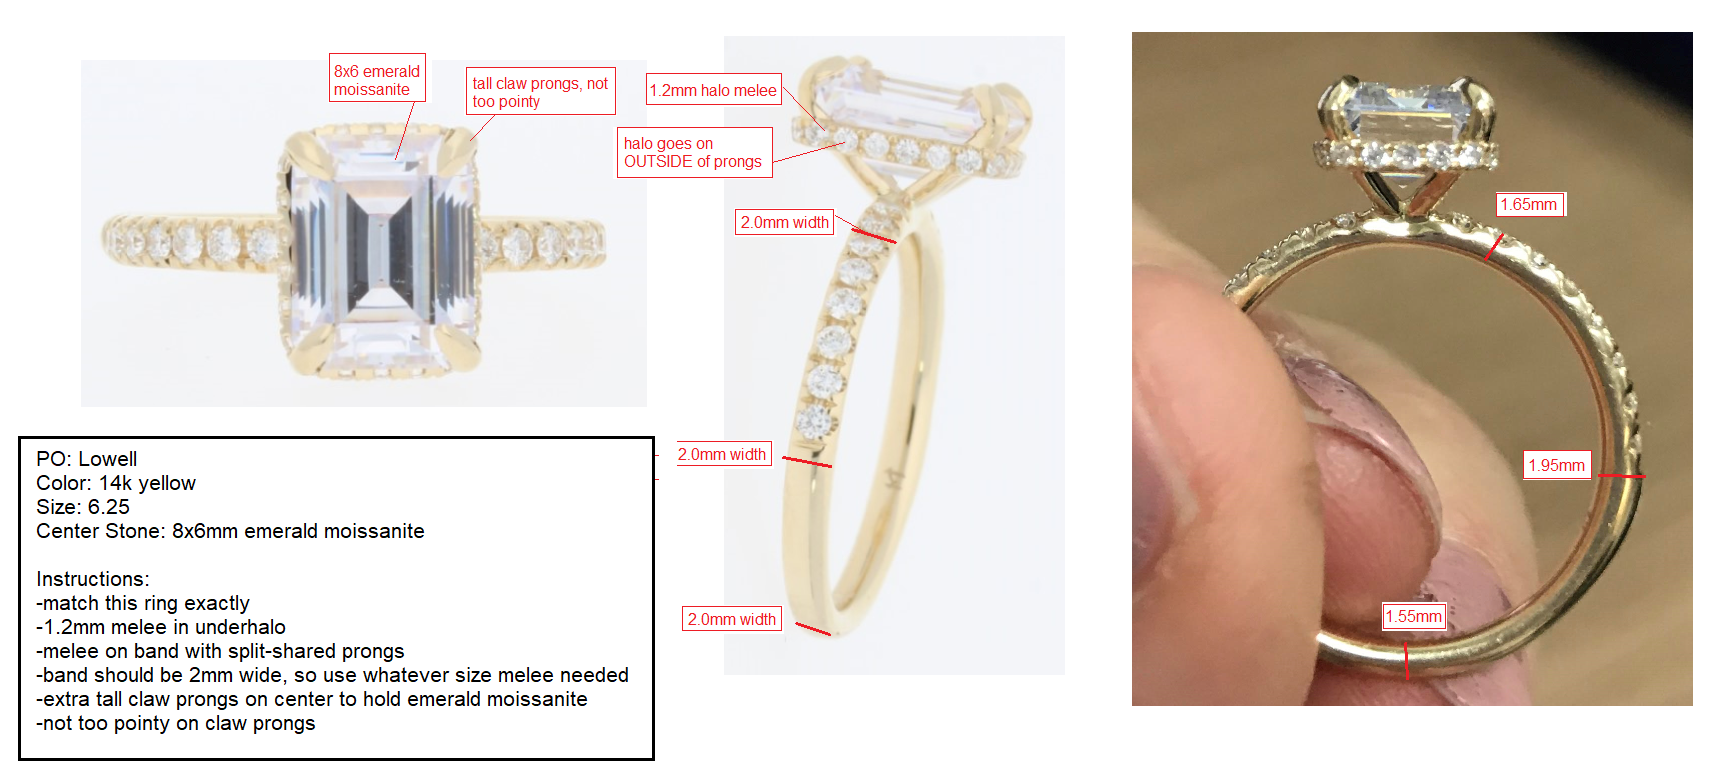 8x6 emerald
moissanite
tall claw prongs, not
too pointy
1.2mm halo melee
halo goes on
OUTSIDE of prongs
2.0mm width
2.0mm width
2.0mm width
1.65mm
1.95mm
1.55mm
PO: Lowell
Color: 14k yellow
Size: 6.25
Center Stone: 8x6mm emerald moissanite
Instructions:
-match this ring exactly
-1.2mm melee in underhalo
-melee on band with split-shared prongs
-band should be 2mm wide, so use whatever size melee needed
-extra tall claw prongs on center to hold emerald moissanite
-not too pointy on claw prongs